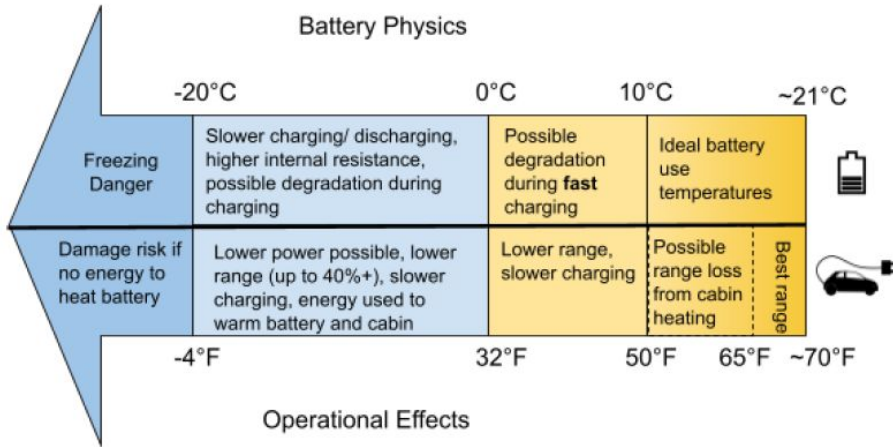 Battery Physics
-20°C
0°C
10°C
~21°C
Freezing
Danger
Slower charging/ discharging,
higher internal resistance,
possible degradation during
charging
Possible
degradation
during fast
charging
Ideal battery
use
temperatures
Damage risk if
no energy to
heat battery
Lower power possible, lower
range (up to 40%+), slower
charging, energy used to
warm battery and cabin
Lower range,
slower charging
Possible
range loss
from cabin
heating
Best range
-4°F
32°F
50°F
65°F
~70°F
Operational Effects